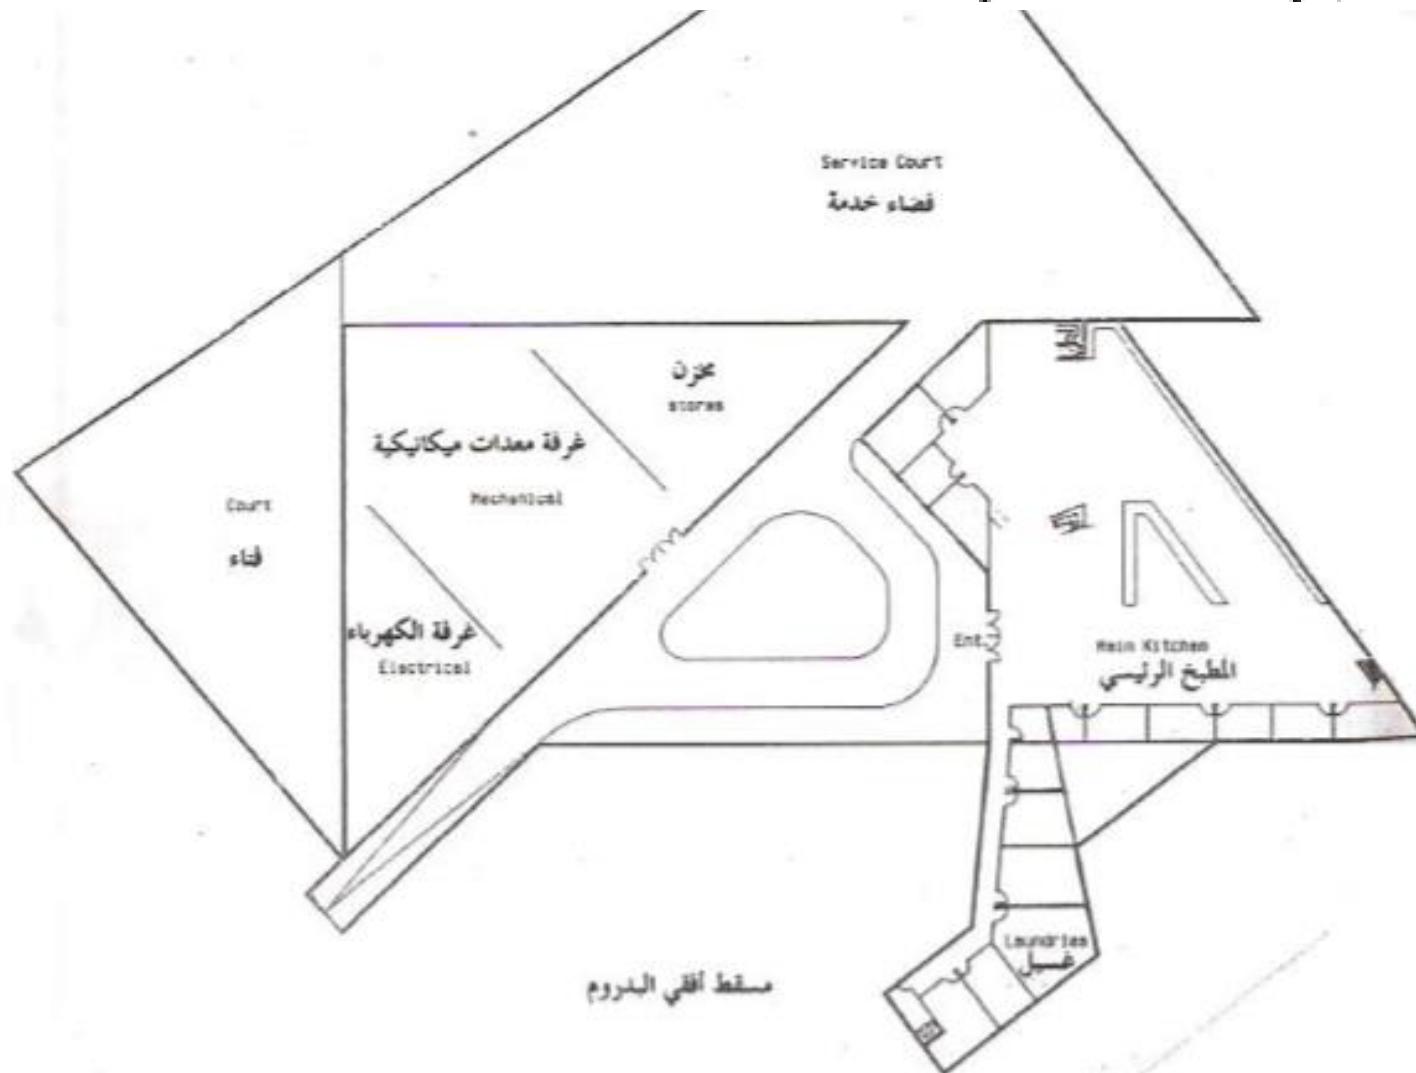 Service Court
فضاء خدمة
مخزن
stores
غرفة معدات ميكانيكية
Mechanical
Court
فناء
غرفة الكهرباء
Electrical
Ent
Main Kitchen
المطبخ الرئيسي
Laundries
غسيل
مسقط أفقي البدروم